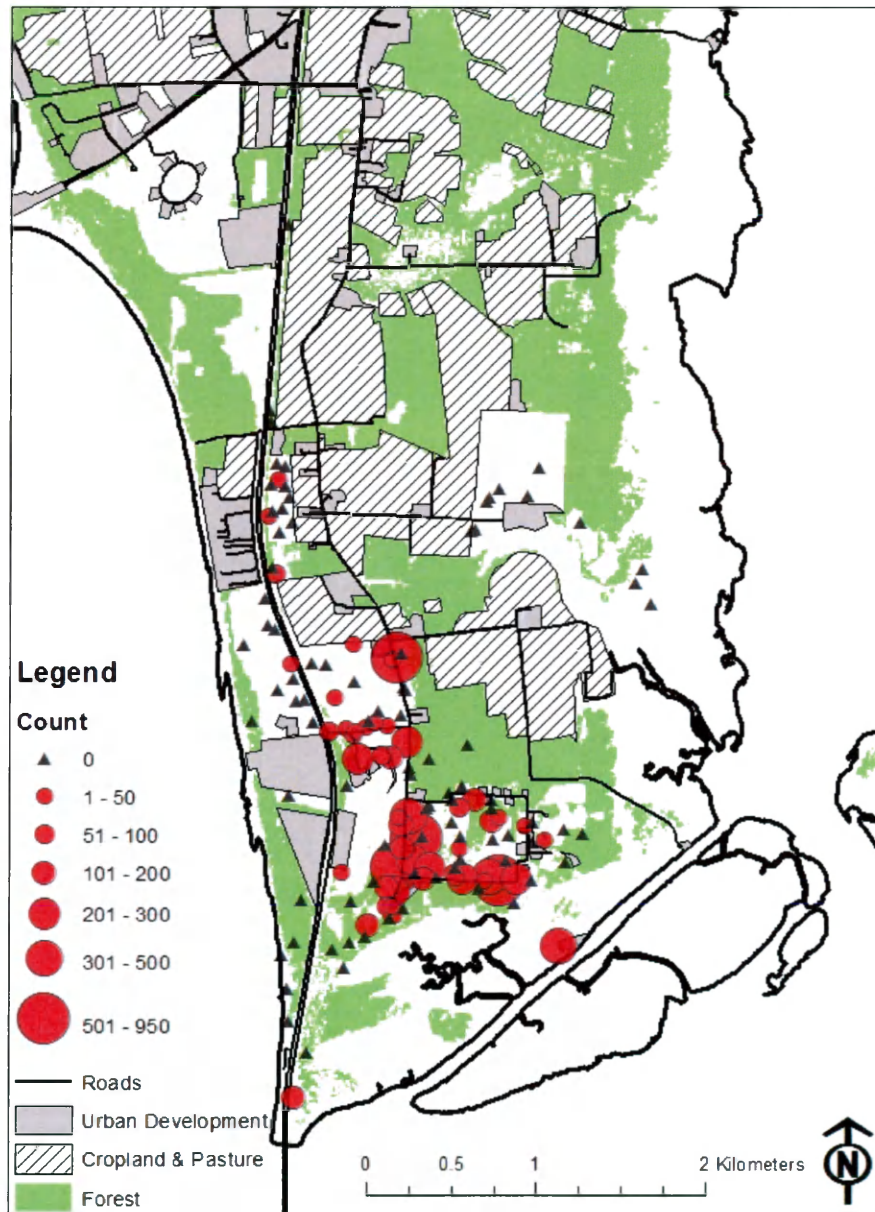 Legend
Count
0
1 - 50
51 - 100
101 - 200
201 - 300
301 - 500
501 - 950
Roads
Urban Development
Cropland & Pasture
Forest
0 0.5 1 2 Kilometers
N